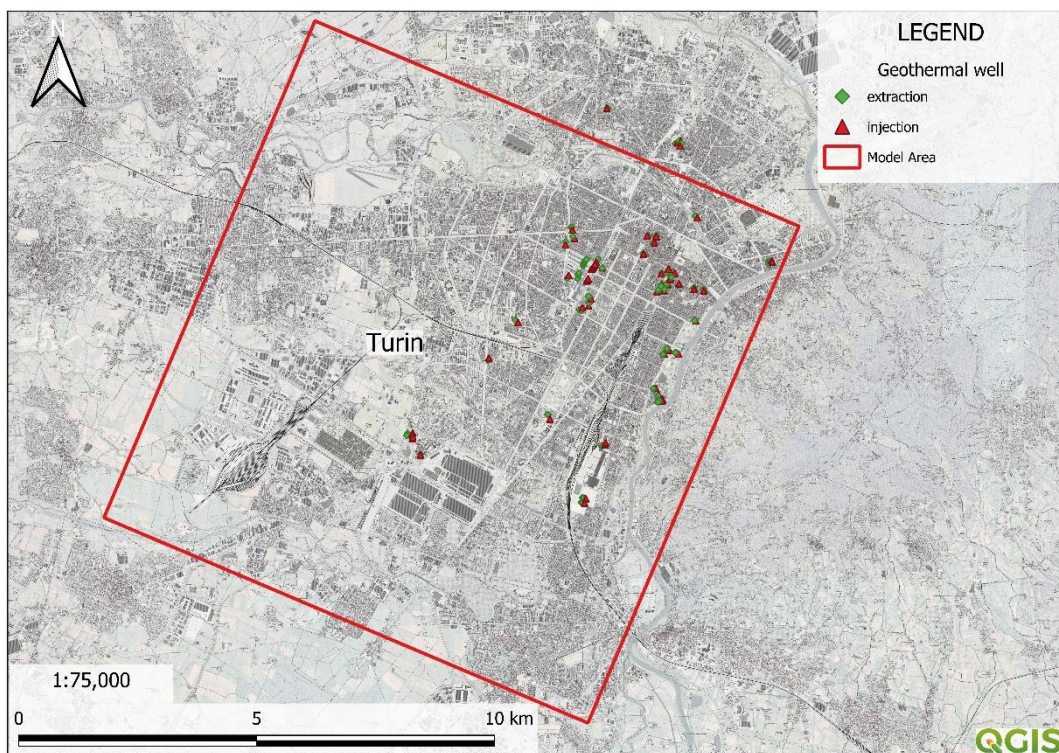 N
LEGEND
Geothermal well
extraction
injection
Model Area
Turin
1:75,000
0 5 10 km
QGIS